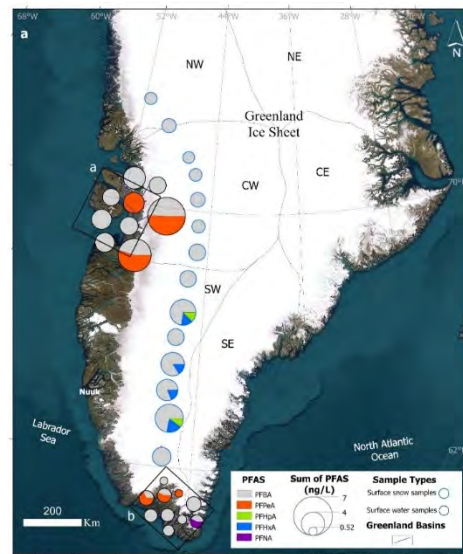 a
68°W
60°W
52°W
44°W
36°W
28°W
20°W
N
NW
NE
Greenland
Ice Sheet
a
CW
CE
70°N
SW
SE
Nuuk
Labrador
Sea
North Atlantic
Ocean
62°N
200
Km
b
PFAS
PFBA
PFPeA
PFHpA
PFHxA
PFNA
Sum of PFAS
(ng/L)
7
4
0.52
Sample Types
Surface snow samples
Surface water samples
Greenland Basins